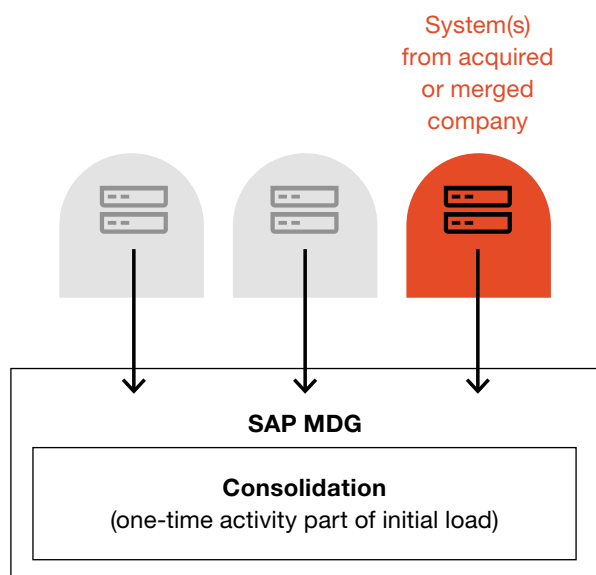 System(s)
from acquired
or merged
company
SAP MDG
Consolidation
(one-time activity part of initial load)